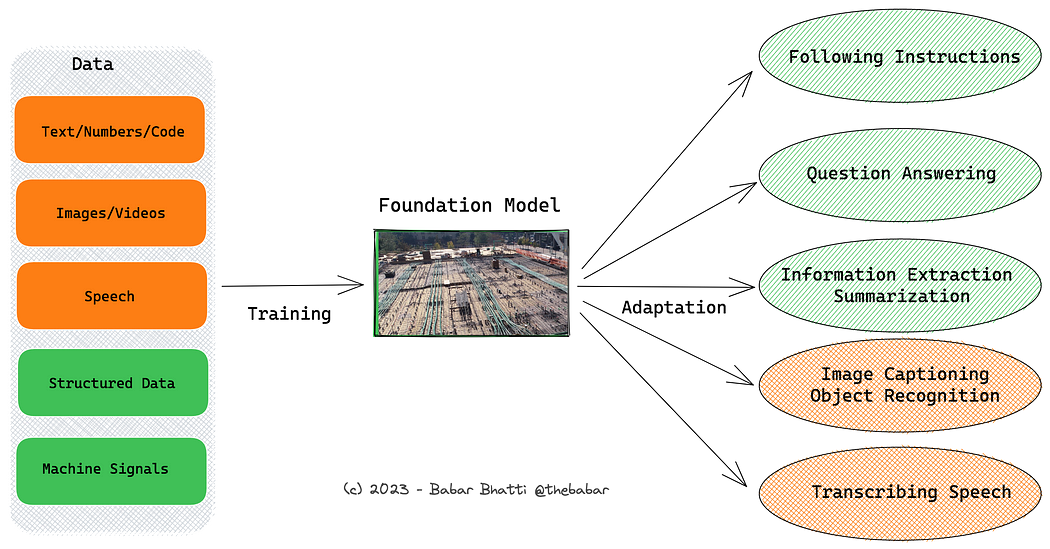 Data
Text/Numbers/Code
Images/Videos
Speech
Structured Data
Machine Signals
Training
Foundation Model
Adaptation
Following Instructions
Question Answering
Information Extraction
Summarization
Image Captioning
Object Recognition
Transcribing Speech
(c) 2023 - Babar Bhatti @thebabar